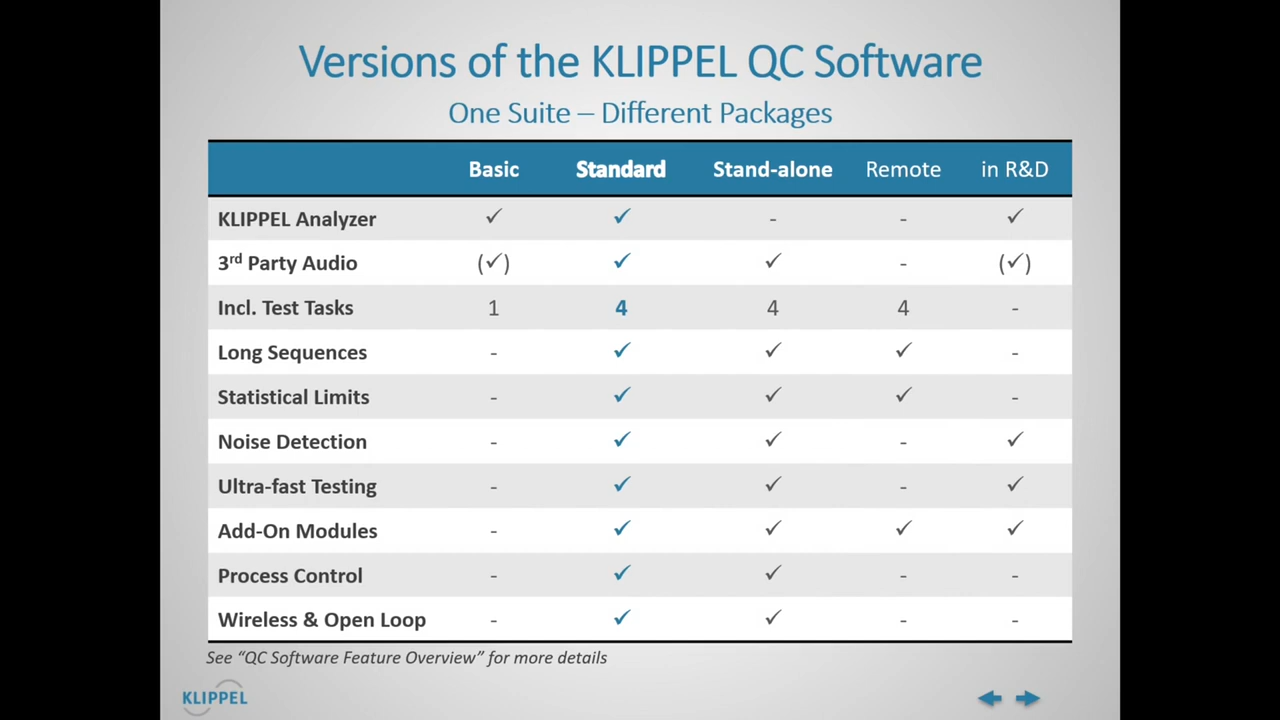 Versions of the KLIPPEL QC Software
One Suite – Different Packages
Basic Standard Stand-alone Remote in R&D
KLIPPEL Analyzer ✓ ✓ - - ✓
3rd Party Audio (✓) ✓ ✓ - (✓)
Incl. Test Tasks 1 4 4 4 -
Long Sequences - ✓ ✓ ✓ -
Statistical Limits - ✓ ✓ ✓ -
Noise Detection - ✓ ✓ - ✓
Ultra-fast Testing - ✓ ✓ - ✓
Add-On Modules - ✓ ✓ ✓ ✓
Process Control - ✓ ✓ - -
Wireless & Open Loop - ✓ ✓ - -
See “QC Software Feature Overview” for more details
KLIPPEL